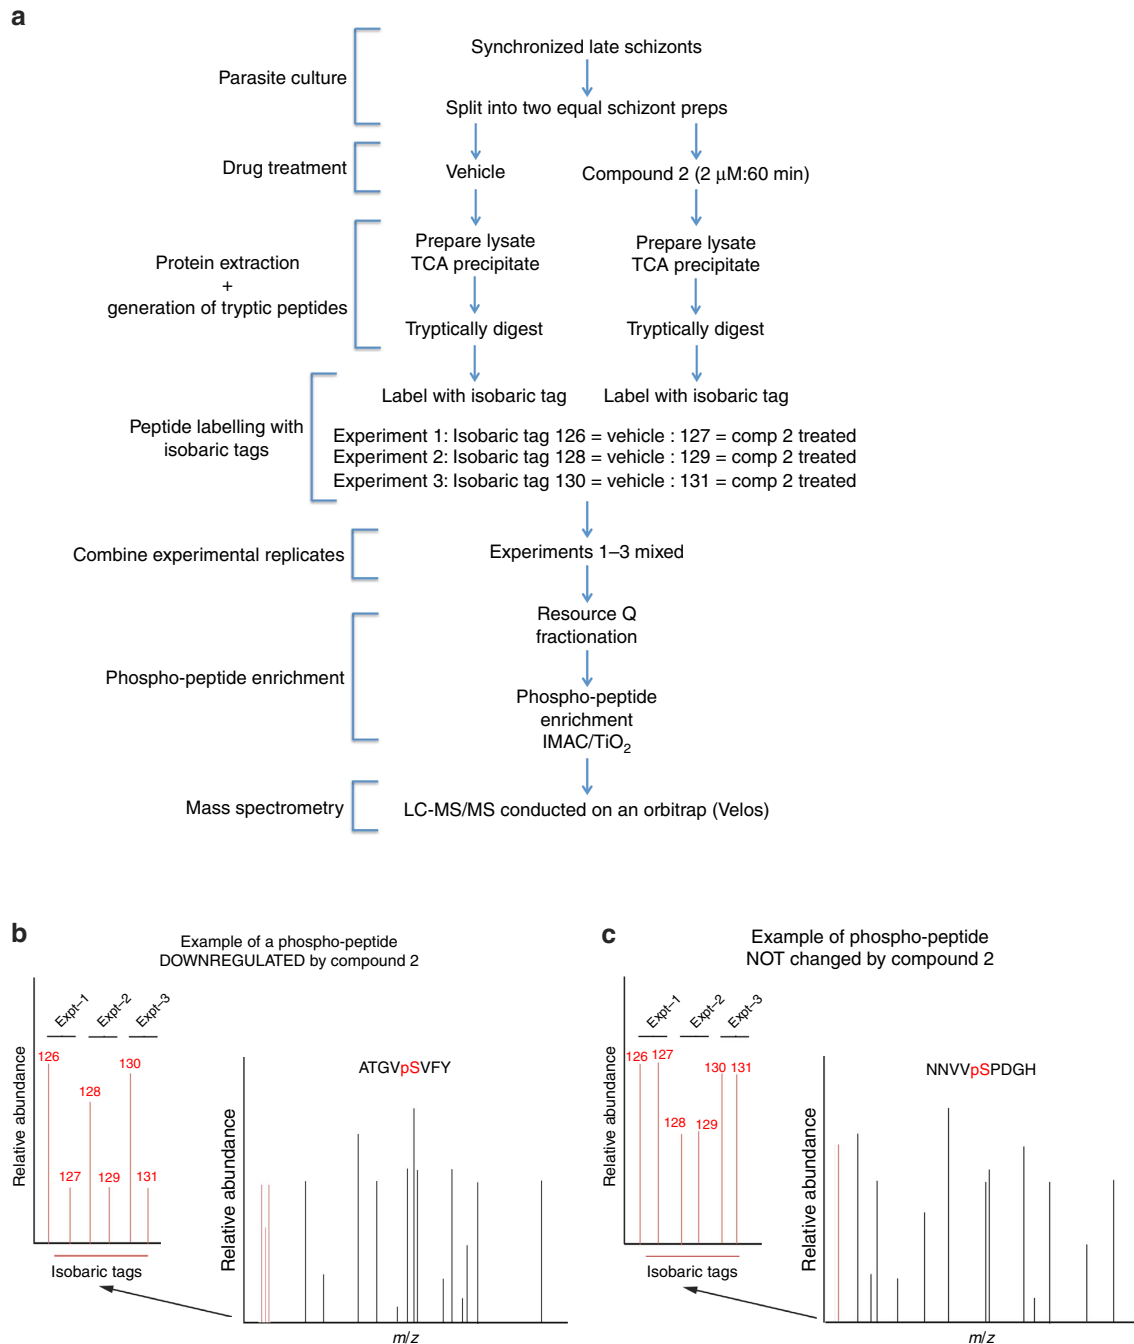 a
Synchronized late schizonts
Parasite culture
Split into two equal schizont preps
Drug treatment
Vehicle
Compound 2 (2 μM:60 min)
Protein extraction
+
generation of tryptic peptides
Prepare lysate
TCA precipitate
Prepare lysate
TCA precipitate
Tryptically digest
Tryptically digest
Label with isobaric tag
Label with isobaric tag
Peptide labelling with
isobaric tags
Experiment 1: Isobaric tag 126 = vehicle : 127 = comp 2 treated
Experiment 2: Isobaric tag 128 = vehicle : 129 = comp 2 treated
Experiment 3: Isobaric tag 130 = vehicle : 131 = comp 2 treated
Combine experimental replicates
Experiments 1–3 mixed
Resource Q
fractionation
Phospho-peptide enrichment
Phospho-peptide
enrichment
IMAC/TiO2
Mass spectrometry
LC-MS/MS conducted on an orbitrap (Velos)
b
Example of a phospho-peptide
DOWNREGULATED by compound 2
Expt–1
Expt–2
Expt–3
126
127
128
129
130
131
Relative abundance
Isobaric tags
ATGVpSVFY
Relative abundance
m/z
c
Example of phospho-peptide
NOT changed by compound 2
Expt–1
Expt–2
Expt–3
126
127
128
129
130
131
Relative abundance
Isobaric tags
NNVVpSPDGH
Relative abundance
m/z